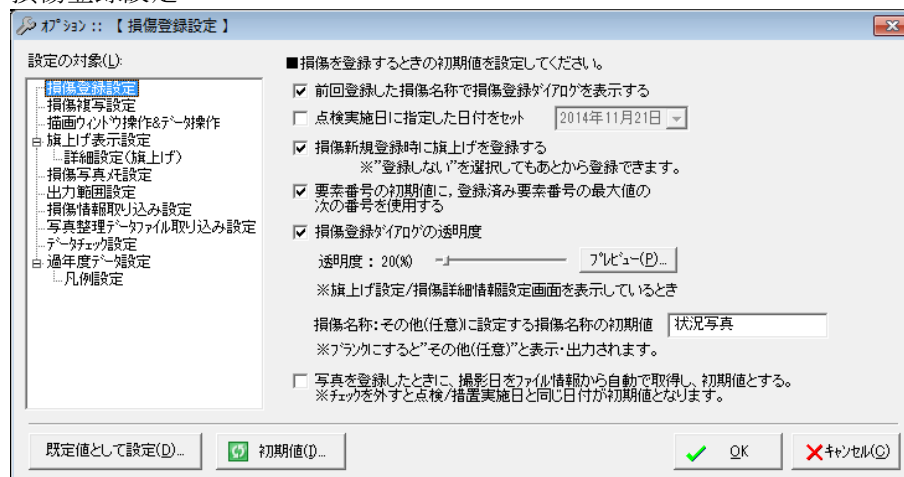 損傷登録設定
ｵﾌﾟｼｮﾝ :: 【 損傷登録設定 】
設定の対象(L):
損傷登録設定
損傷複写設定
描画ｳｨﾝﾄﾞｳ操作&ﾃﾞｰﾀ操作
旗上げ表示設定
詳細設定(旗上げ)
損傷写真ﾒﾓ設定
出力範囲設定
損傷情報取り込み設定
写真整理ﾃﾞｰﾀﾌｧｲﾙ取り込み設定
ﾃﾞｰﾀﾁｪｯｸ設定
過年度ﾃﾞｰﾀ設定
凡例設定
■損傷を登録するときの初期値を設定してください。
前回登録した損傷名称で損傷登録ﾀﾞｲｱﾛｸﾞを表示する
点検実施日に指定した日付をｾｯﾄ 2014年11月21日
損傷新規登録時に旗上げを登録する
※”登録しない”を選択してもあとから登録できます。
要素番号の初期値に, 登録済み要素番号の最大値の
次の番号を使用する
損傷登録ﾀﾞｲｱﾛｸﾞの透明度
透明度 : 20(%) ﾌﾟﾚﾋﾞｭｰ(P)...
※旗上げ設定/損傷詳細情報設定画面を表示しているとき
損傷名称:その他(任意)に設定する損傷名称の初期値 状況写真
※ﾌﾞﾗﾝｸにすると”その他(任意)”と表示･出力されます。
写真を登録したときに、撮影日をﾌｧｲﾙ情報から自動で取得し、初期値とする。
※ﾁｪｯｸを外すと点検/措置実施日と同じ日付が初期値となります。
既定値として設定(D)... 初期値(I)... OK ｷｬﾝｾﾙ(C)